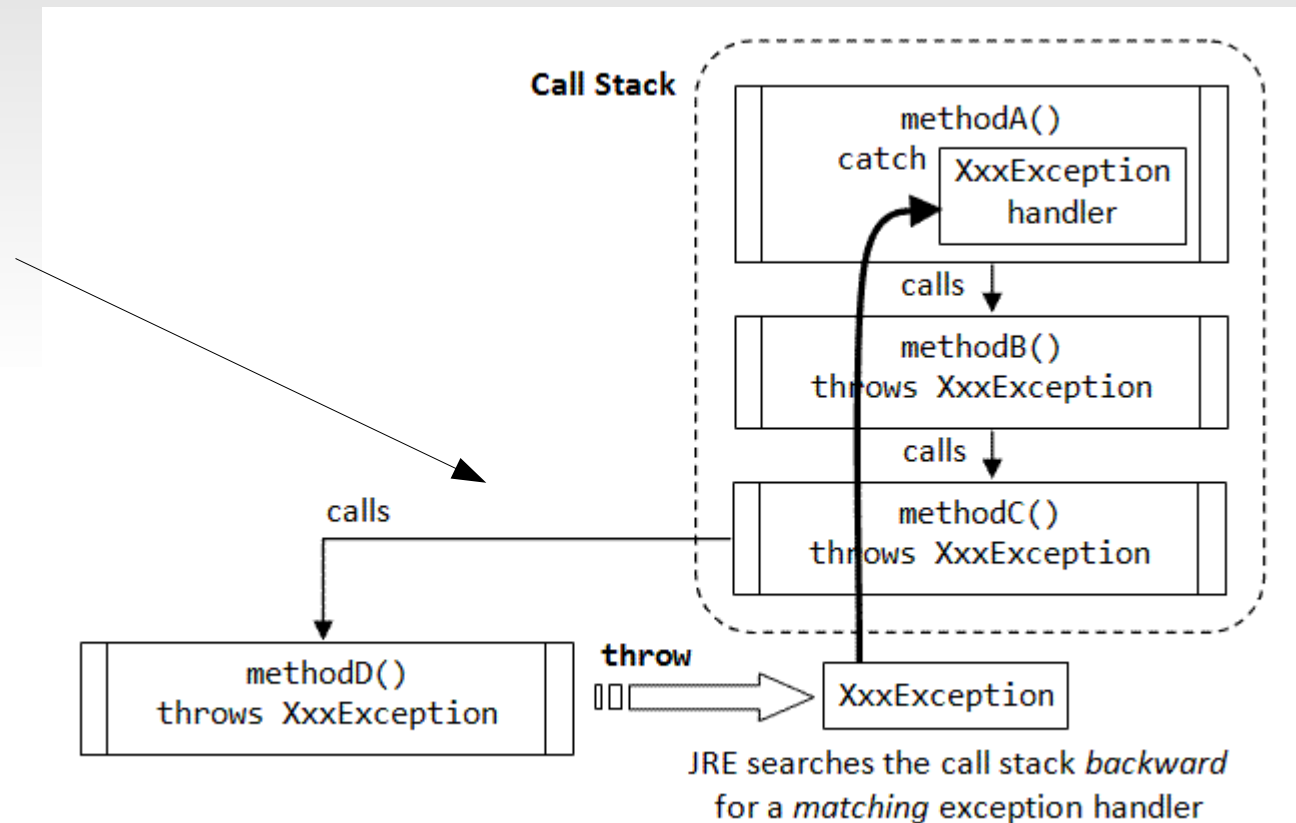 Call Stack
methodA()
catch
XxxException
handler
calls
methodB()
throws XxxException
calls
methodC()
throws XxxException
calls
methodD()
throws XxxException
throw
XxxException
JRE searches the call stack backward
for a matching exception handler